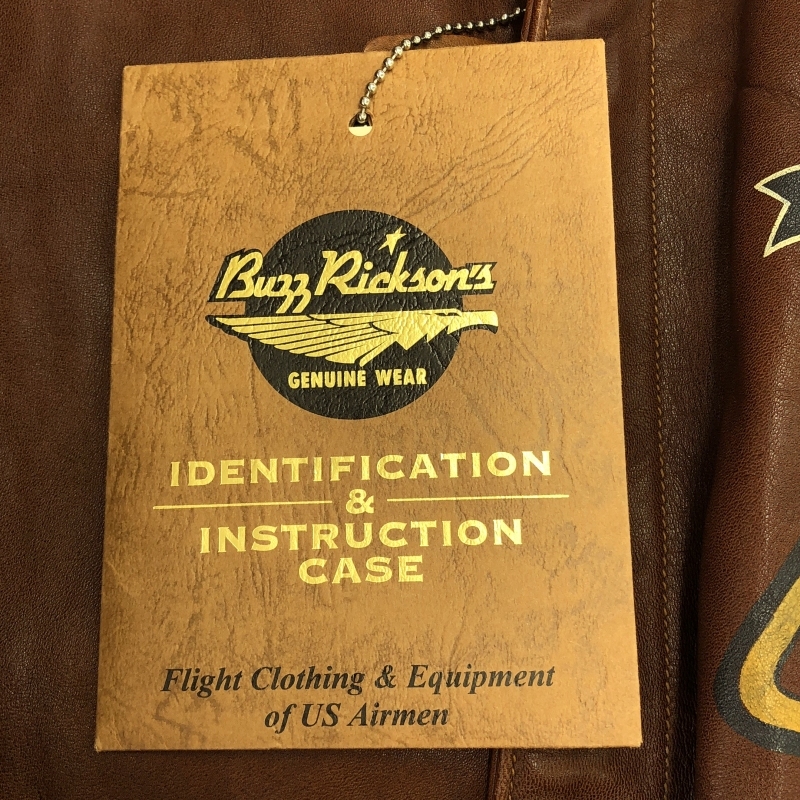 Buzz Rickson's
GENUINE WEAR
IDENTIFICATION
&
INSTRUCTION
CASE
Flight Clothing & Equipment
of US Airmen